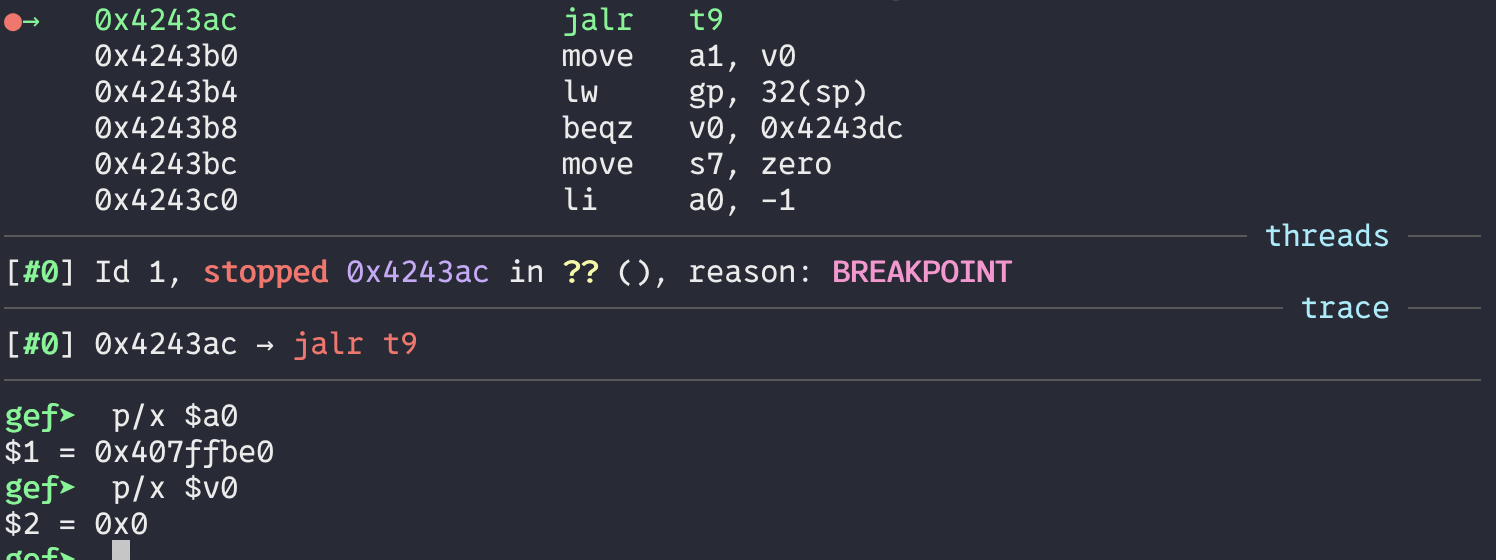 ●→ 0x4243ac jalr t9
0x4243b0 move a1, v0
0x4243b4 lw gp, 32(sp)
0x4243b8 beqz v0, 0x4243dc
0x4243bc move s7, zero
0x4243c0 li a0, -1
threads
[#0] Id 1, stopped 0x4243ac in ?? (), reason: BREAKPOINT
trace
[#0] 0x4243ac → jalr t9
gef➤ p/x $a0
$1 = 0x407ffbe0
gef➤ p/x $v0
$2 = 0x0
gef➤